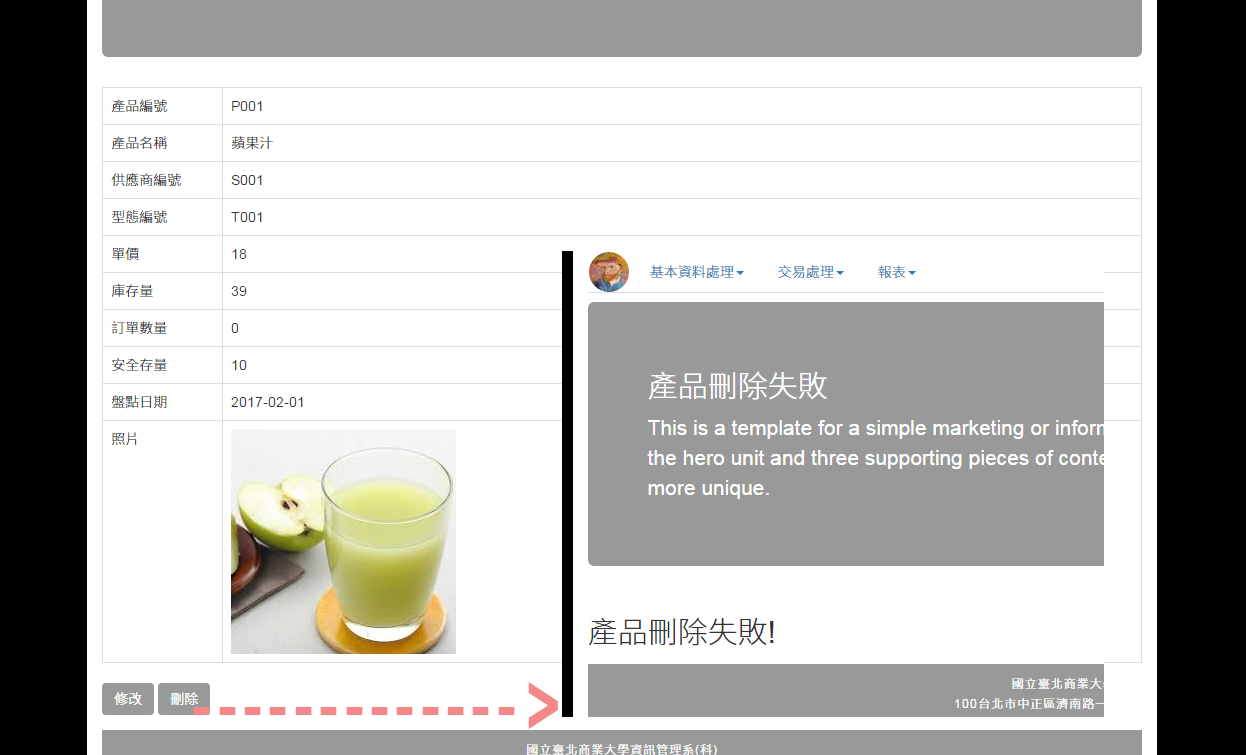 產品編號 P001
產品名稱 蘋果汁
供應商編號 S001
型態編號 T001
單價 18
庫存量 39
訂單數量 0
安全存量 10
盤點日期 2017-02-01
照片
修改 刪除
基本資料處理 交易處理 報表
產品刪除失敗
This is a template for a simple marketing or inform
the hero unit and three supporting pieces of conte
more unique.
產品刪除失敗!
國立臺北商業大
100台北市中正區濟南路一
國立臺北商業大學資訊管理系(科)